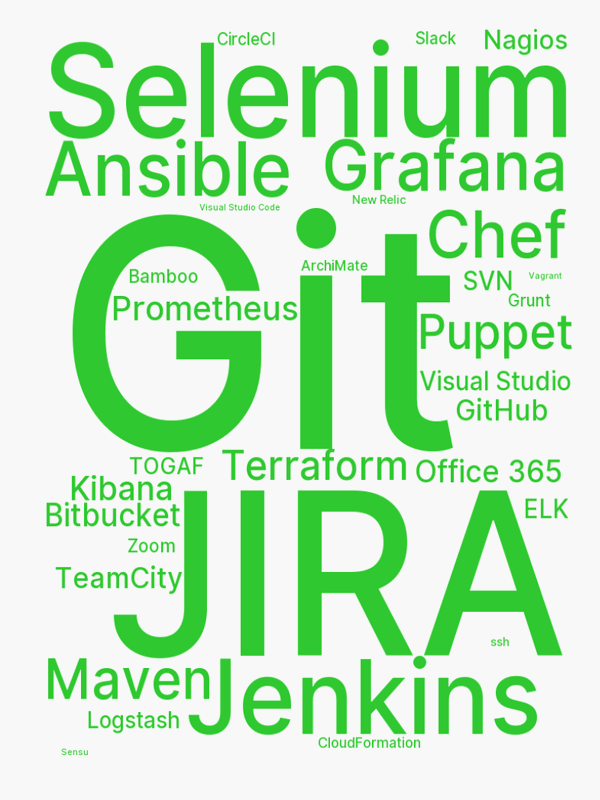 CircleCI
Slack
Nagios
Selenium
Ansible
Grafana
Visual Studio Code
New Relic
Git
Chef
ArchiMate
Bamboo
SVN
Vagrant
Prometheus
Grunt
Puppet
Visual Studio
GitHub
TOGAF
Terraform
Office 365
Kibana
Bitbucket
ELK
JIRA
Zoom
TeamCity
ssh
Maven
Jenkins
Logstash
CloudFormation
Sensu